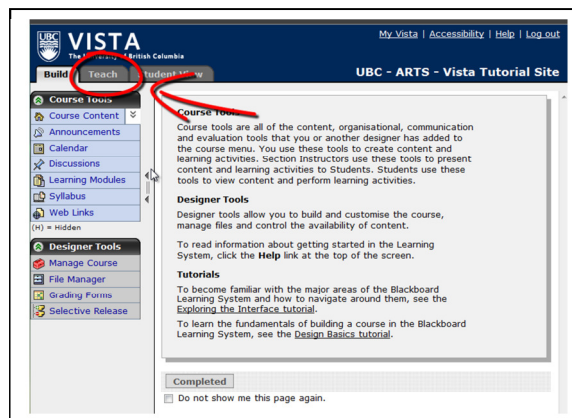 UBC
VISTA
The University of British Columbia
My Vista | Accessibility | Help | Log out
Build
Teach
Student View
UBC - ARTS - Vista Tutorial Site
Course Tools
Course Content
Announcements
Calendar
Discussions
Learning Modules
Syllabus
Web Links
(H) = Hidden
Designer Tools
Manage Course
File Manager
Grading Forms
Selective Release
Course Tools
Course tools are all of the content, organisational, communication
and evaluation tools that you or another designer has added to
the course menu. You use these tools to create content and
learning activities. Section Instructors use these tools to present
content and learning activities to Students. Students use these
tools to view content and perform learning activities.
Designer Tools
Designer tools allow you to build and customise the course,
manage files and control the availability of content.
To read information about getting started in the Learning
System, click the Help link at the top of the screen.
Tutorials
To become familiar with the major areas of the Blackboard
Learning System and how to navigate around them, see the
Exploring the Interface tutorial.
To learn the fundamentals of building a course in the Blackboard
Learning System, see the Design Basics tutorial.
Completed
Do not show me this page again.